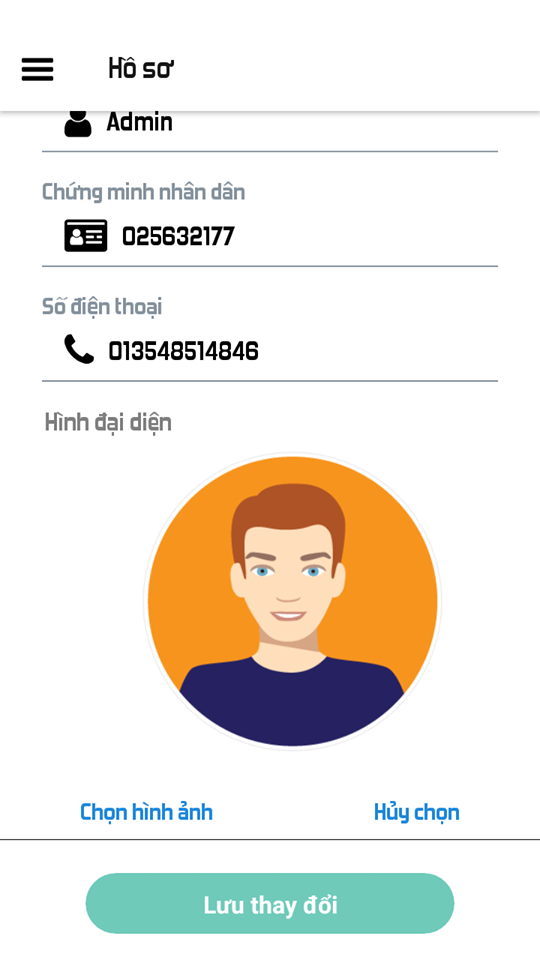 Hồ sơ
Admin
Chứng minh nhân dân
025632177
Số điện thoại
013548514846
Hình đại diện
Chọn hình ảnh
Hủy chọn
Lưu thay đổi